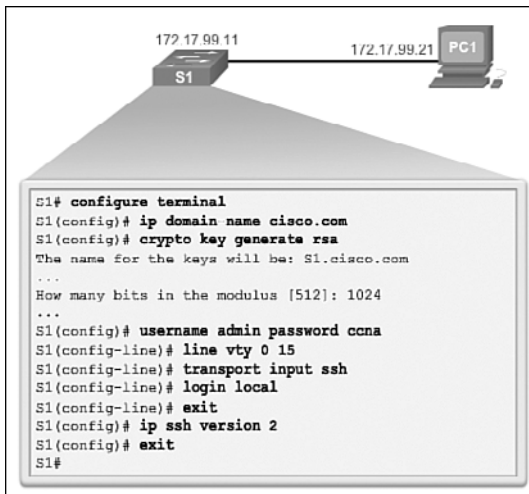 172.17.99.11
172.17.99.21
PC1
S1
S1# configure terminal
S1(config)# ip domain name cisco.com
S1(config)# crypto key generate rsa
The name for the keys will be: S1.cisco.com
...
How many bits in the modulus [512]: 1024
...
S1(config)# username admin password ccna
S1(config-line)# line vty 0 15
S1(config-line)# transport input ssh
S1(config-line)# login local
S1(config-line)# exit
S1(config)# ip ssh version 2
S1(config)# exit
S1#